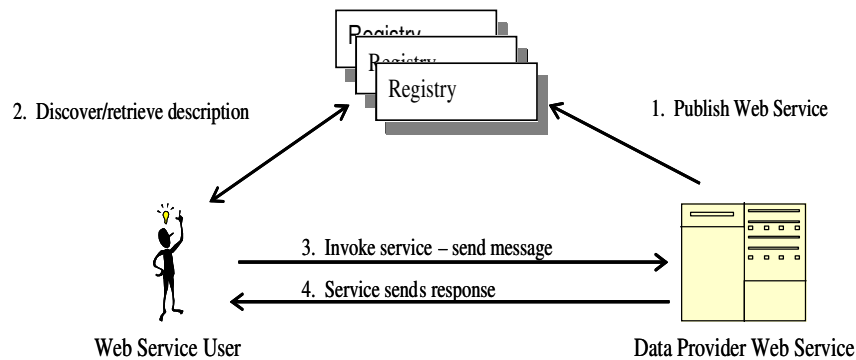 Registry
Registry
Registry
2. Discover/retrieve description
1. Publish Web Service
3. Invoke service – send message
4. Service sends response
Web Service User
Data Provider Web Service